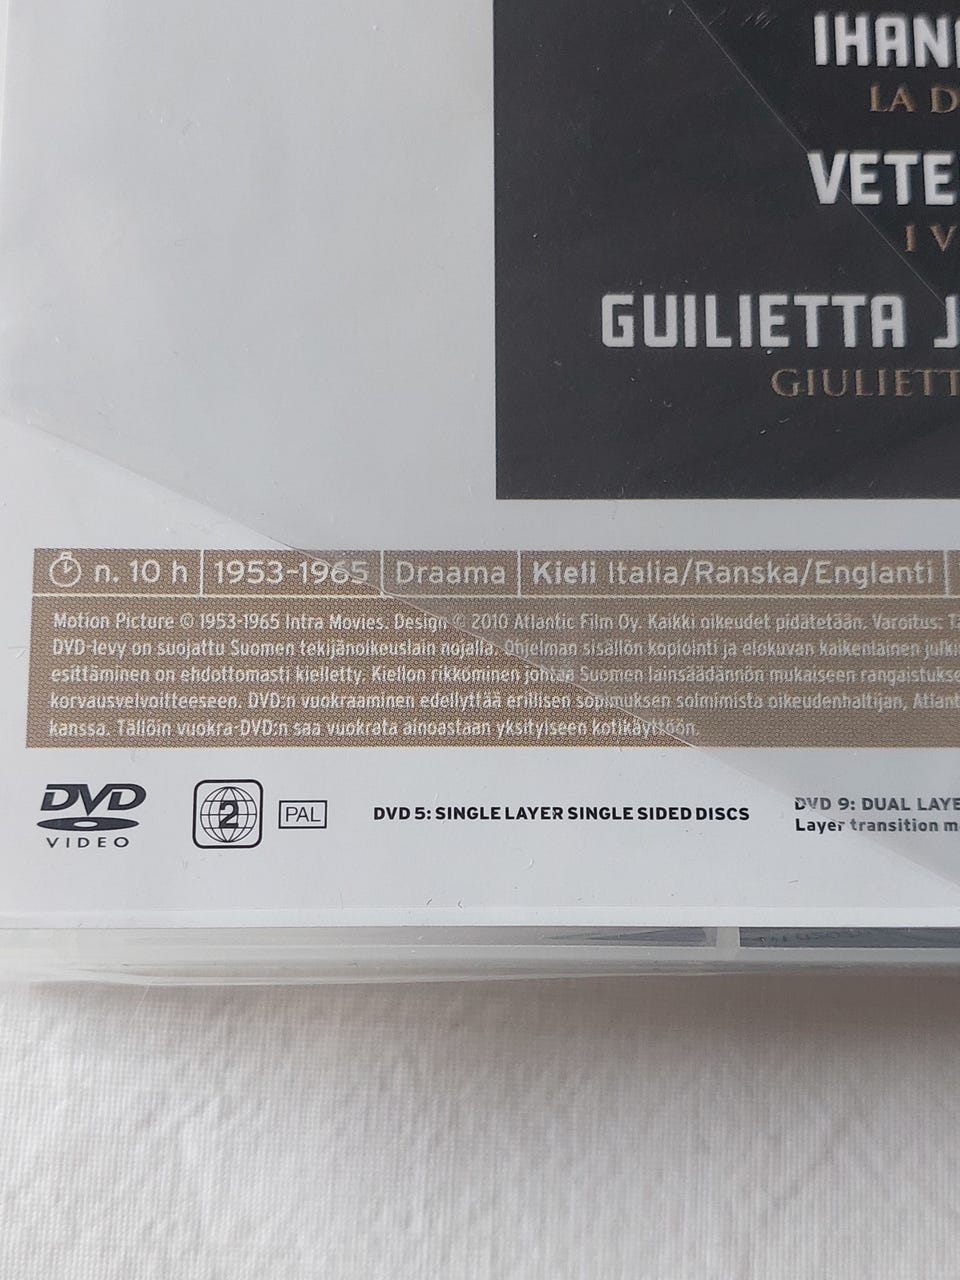 IHAN
LA D
VETE
I V
GUILIETTA J
GIULIETT
n. 10 h 1953-1965 Draama Kieli Italia/Ranska/Englanti
Motion Picture © 1953-1965 Intra Movies. Design © 2010 Atlantic Film Oy. Kaikki oikeudet pidätetään. Varoitus: T
DVD-levy on suojattu Suomen tekijänoikeuslain nojalla. Ohjelman sisällön kopiointi ja elokuvan kaikenlainen julki
esittäminen on ehdottomasti kielletty. Kiellon rikkominen johtaa Suomen lainsäädännön mukaiseen rangaistukse
korvausvelvoitteeseen. DVD:n vuokraaminen edellyttää erillisen sopimuksen solmimista oikeudenhaltijan, Atlant
kanssa. Tällöin vuokra-DVD:n saa vuokrata ainoastaan yksityiseen kotikäyttöön.
DVD VIDEO 2 PAL DVD 5: SINGLE LAYER SINGLE SIDED DISCS DVD 9: DUAL LAYE
Layer transition m